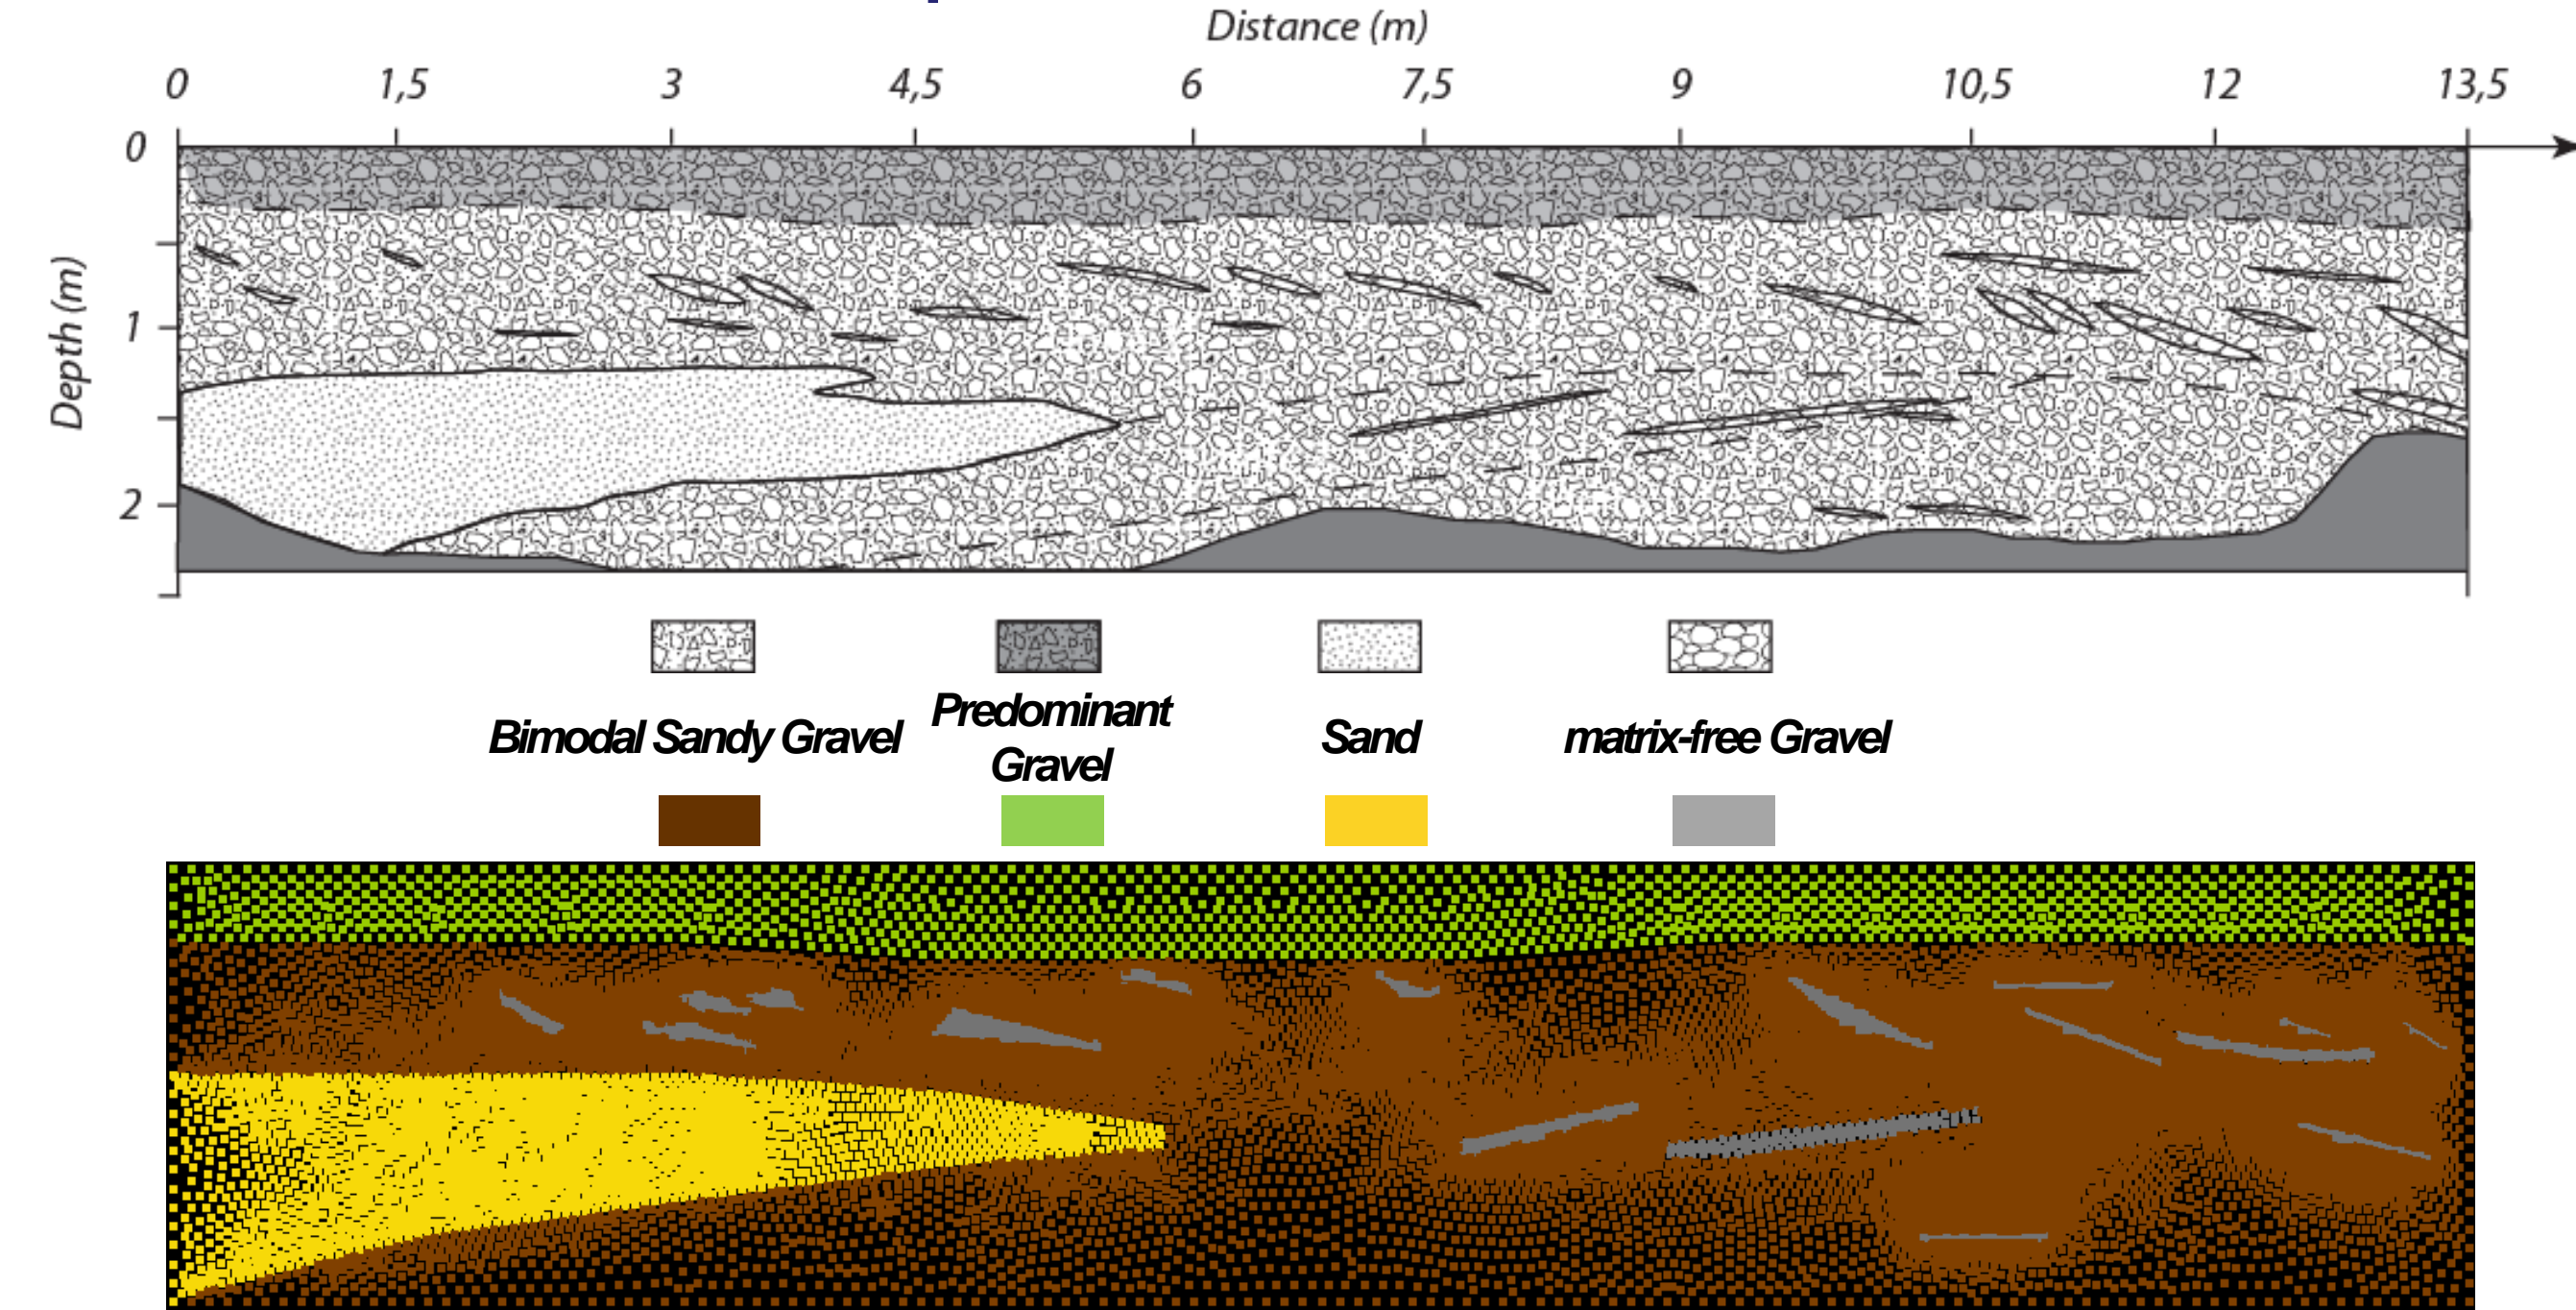 Distance (m)
0 1,5 3 4,5 6 7,5 9 10,5 12 13,5
0
1
2
Depth (m)
Bimodal Sandy Gravel
Predominant
Gravel
Sand
matrix-free Gravel